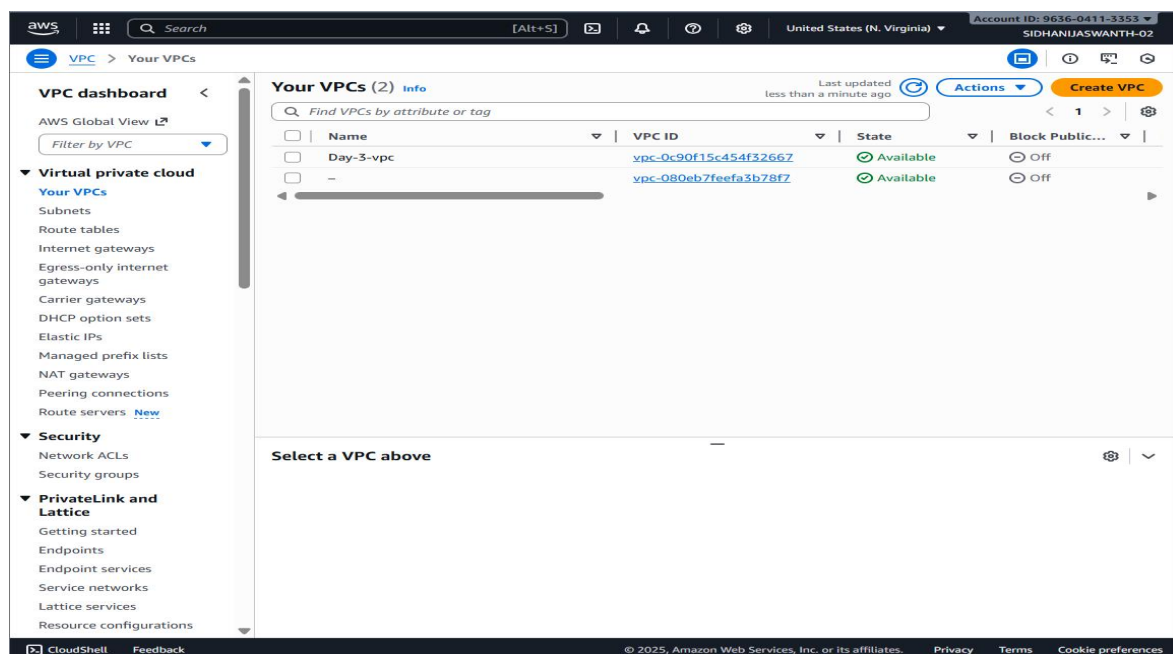 aws
Search [Alt+S]
United States (N. Virginia)
Account ID: 9636-0411-3353
SIDHANIJASWANTH-02
VPC > Your VPCs
VPC dashboard
AWS Global View
Filter by VPC
Virtual private cloud
Your VPCs
Subnets
Route tables
Internet gateways
Egress-only internet
gateways
Carrier gateways
DHCP option sets
Elastic IPs
Managed prefix lists
NAT gateways
Peering connections
Route servers New
Security
Network ACLs
Security groups
PrivateLink and
Lattice
Getting started
Endpoints
Endpoint services
Service networks
Lattice services
Resource configurations
Your VPCs (2) Info
Last updated
less than a minute ago
Actions
Create VPC
Find VPCs by attribute or tag
< 1 >
Name VPC ID State Block Public...
Day-3-vpc vpc-0c90f15c454f32667 Available Off
– vpc-080eb7feefa3b78f7 Available Off
Select a VPC above
CloudShell Feedback © 2025, Amazon Web Services, Inc. or its affiliates. Privacy Terms Cookie preferences